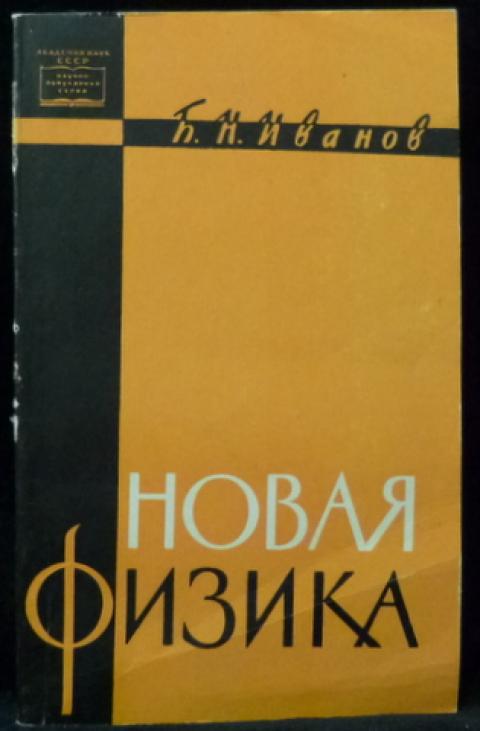 АКАДЕМИЯ НАУК
СССР
НАУЧНО-
ПОПУЛЯРНАЯ
СЕРИЯ
Б. Н. Иванов
НОВАЯ
ФИЗИКА